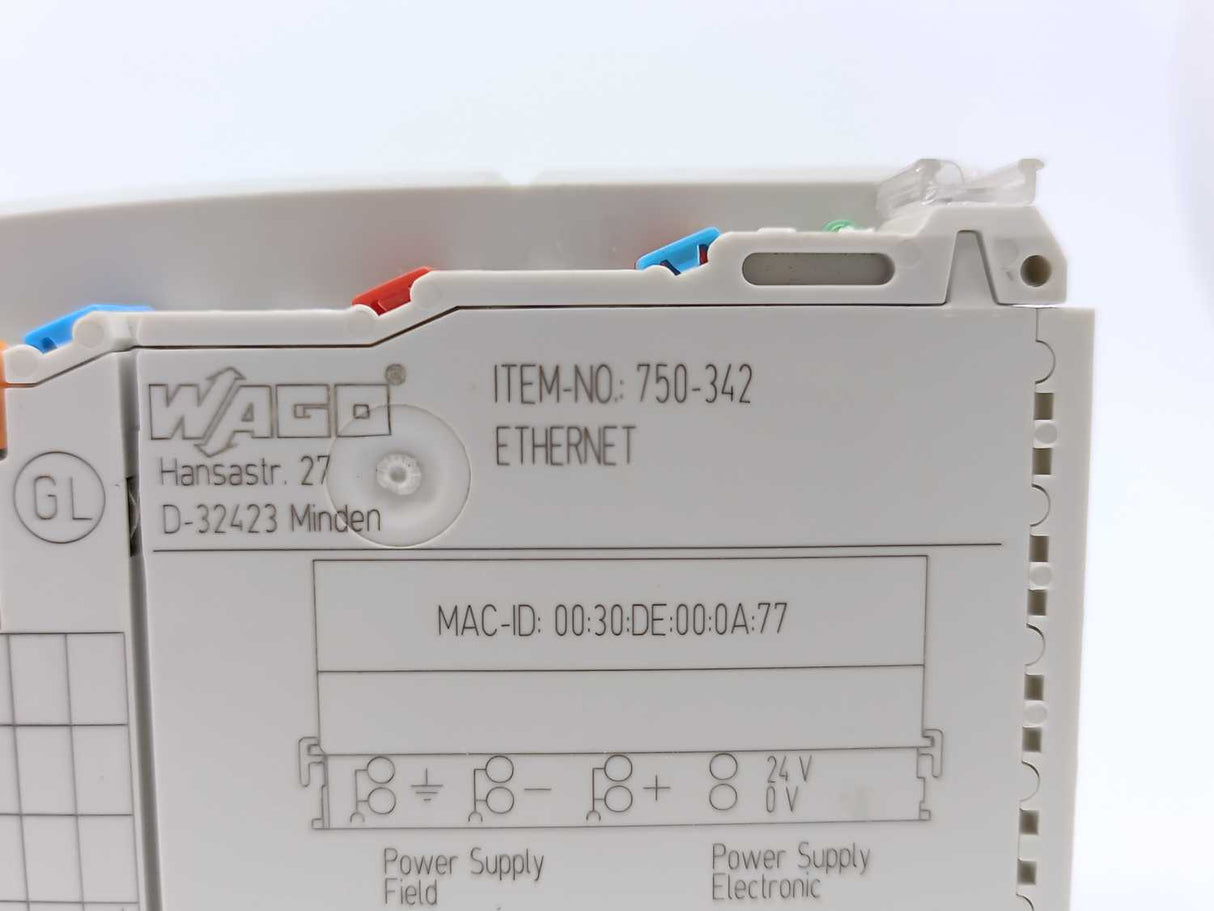 WAGO®
Hansastr. 27
D-32423 Minden
ITEM-NO.: 750-342
ETHERNET
GL
MAC-ID: 00:30:DE:00:0A:77
− + 24 V
0 V
Power Supply
Field
Power Supply
Electronic